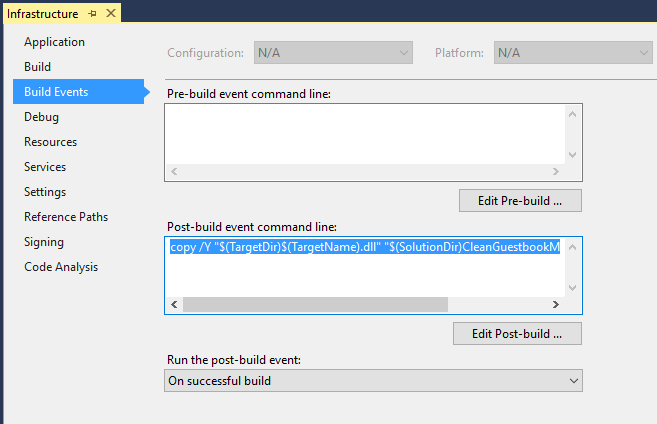 Infrastructure
Application
Build
Build Events
Debug
Resources
Services
Settings
Reference Paths
Signing
Code Analysis
Configuration: N/A Platform: N/A
Pre-build event command line:
Edit Pre-build ...
Post-build event command line:
copy /Y "$(TargetDir)$(TargetName).dll" "$(SolutionDir)CleanGuestbookM
Edit Post-build ...
Run the post-build event:
On successful build